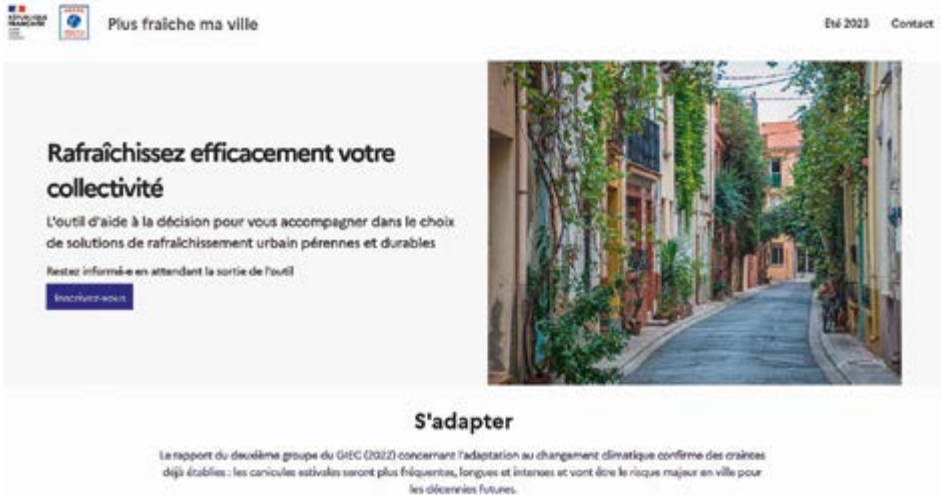 RÉPUBLIQUE
FRANÇAISE
Plus fraîche ma ville
Eté 2023
Contact
Rafraîchissez efficacement votre
collectivité
L'outil d'aide à la décision pour vous accompagner dans le choix
de solutions de rafraîchissement urbain pérennes et durables
Restez informé·e en attendant la sortie de l'outil
Inscrivez-vous
S'adapter
Le rapport du deuxième groupe du GIEC (2022) concernant l'adaptation au changement climatique confirme des craintes
déjà établies : les canicules estivales seront plus fréquentes, longues et intenses et vont être le risque majeur en ville pour
les décennies futures.